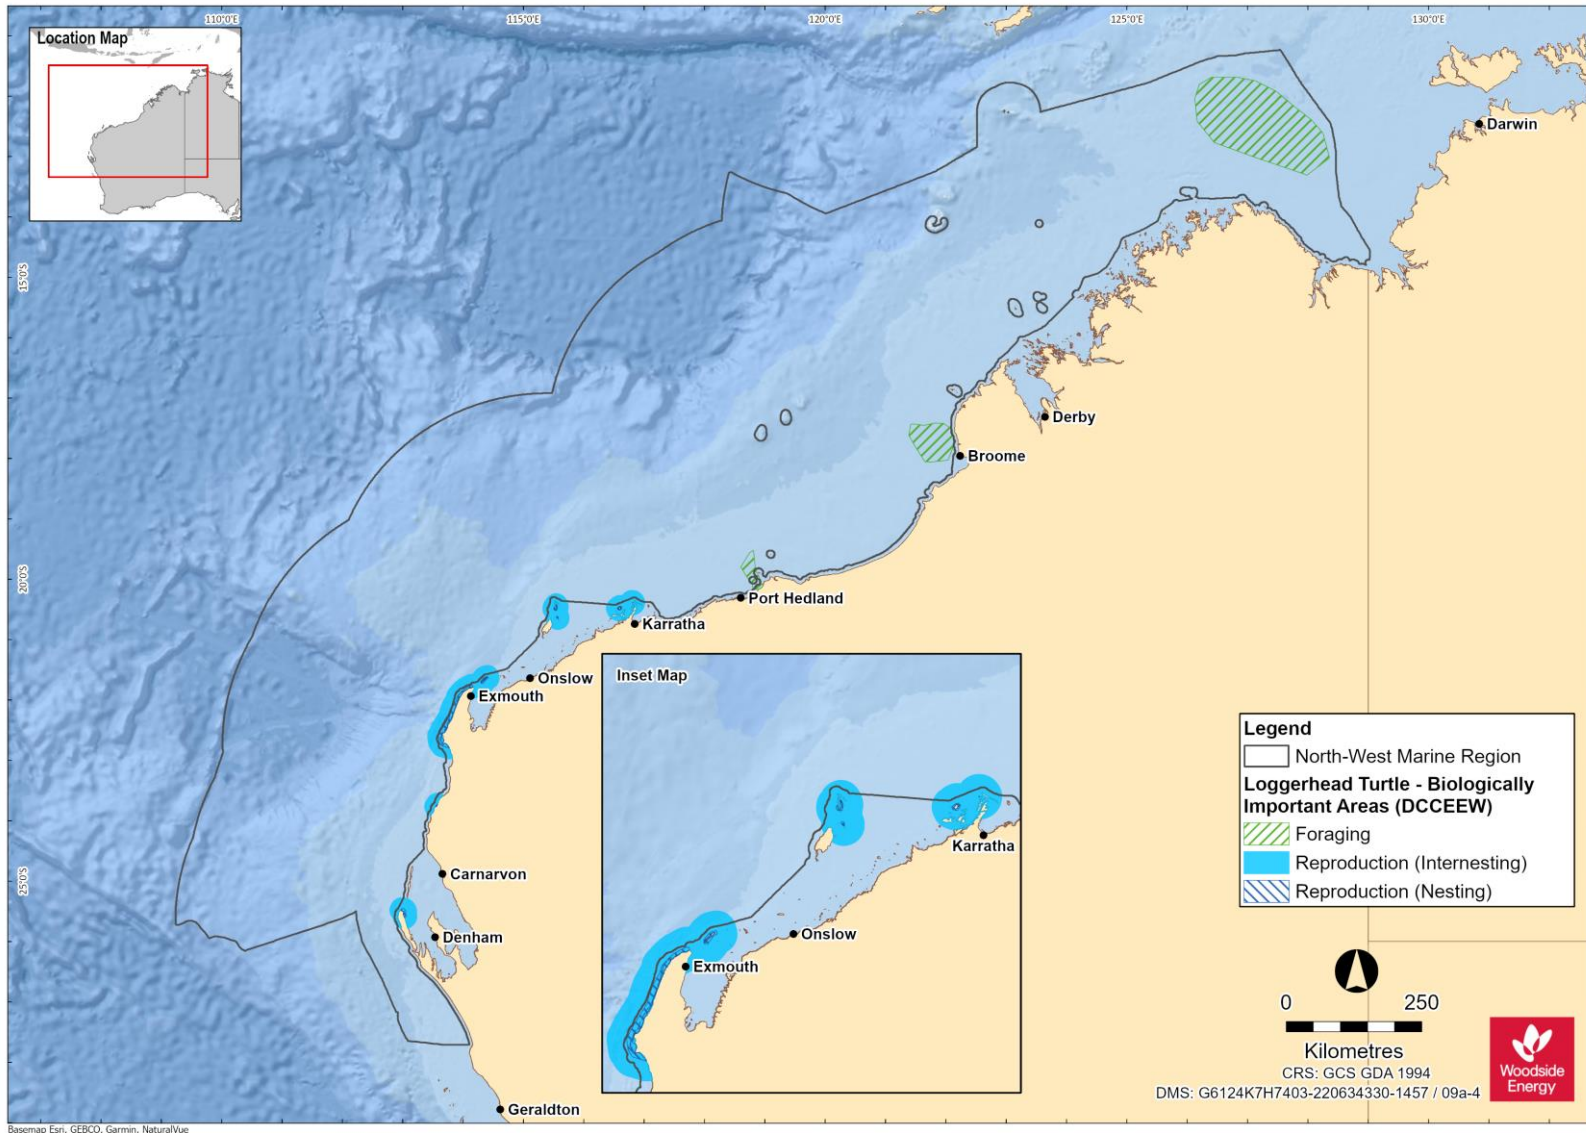 110°0'E
115°0'E
120°0'E
125°0'E
130°0'E
Location Map
Darwin
15°0'S
Derby
Broome
20°0'S
Port Hedland
Karratha
Onslow
Exmouth
Inset Map
Karratha
Onslow
Exmouth
25°0'S
Carnarvon
Denham
Geraldton
Legend
North-West Marine Region
Loggerhead Turtle - Biologically
Important Areas (DCCEEW)
Foraging
Reproduction (Internesting)
Reproduction (Nesting)
0 250
Kilometres
CRS: GCS GDA 1994
DMS: G6124K7H7403-220634330-1457 / 09a-4
Woodside
Energy
Basemap Esri, GEBCO, Garmin, NaturalVue